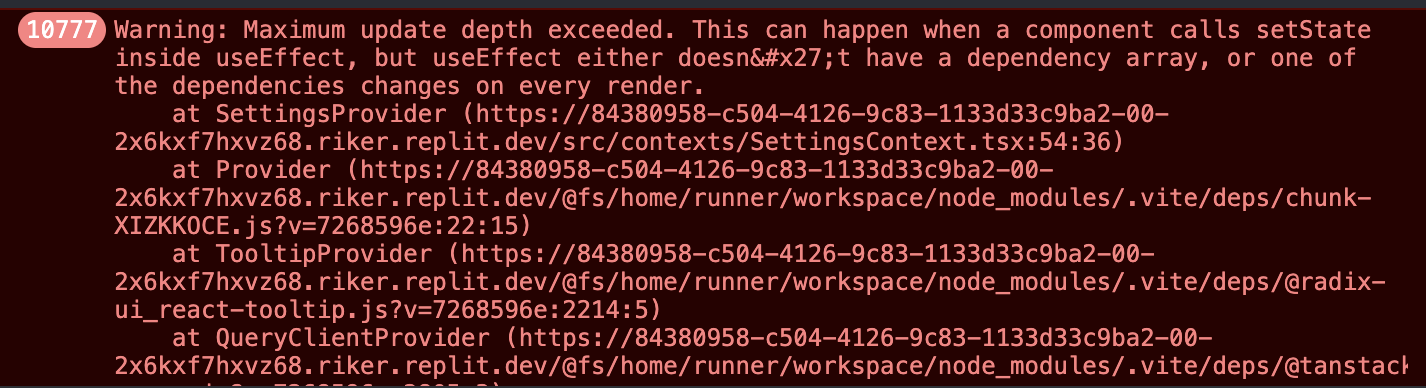 10777 Warning: Maximum update depth exceeded. This can happen when a component calls setState
inside useEffect, but useEffect either doesn&#x27;t have a dependency array, or one of
the dependencies changes on every render.
at SettingsProvider (https://84380958-c504-4126-9c83-1133d33c9ba2-00-
2x6kxf7hxvz68.riker.replit.dev/src/contexts/SettingsContext.tsx:54:36)
at Provider (https://84380958-c504-4126-9c83-1133d33c9ba2-00-
2x6kxf7hxvz68.riker.replit.dev/@fs/home/runner/workspace/node_modules/.vite/deps/chunk-
XIZKKOCE.js?v=7268596e:22:15)
at TooltipProvider (https://84380958-c504-4126-9c83-1133d33c9ba2-00-
2x6kxf7hxvz68.riker.replit.dev/@fs/home/runner/workspace/node_modules/.vite/deps/@radix-
ui_react-tooltip.js?v=7268596e:2214:5)
at QueryClientProvider (https://84380958-c504-4126-9c83-1133d33c9ba2-00-
2x6kxf7hxvz68.riker.replit.dev/@fs/home/runner/workspace/node_modules/.vite/deps/@tanstack